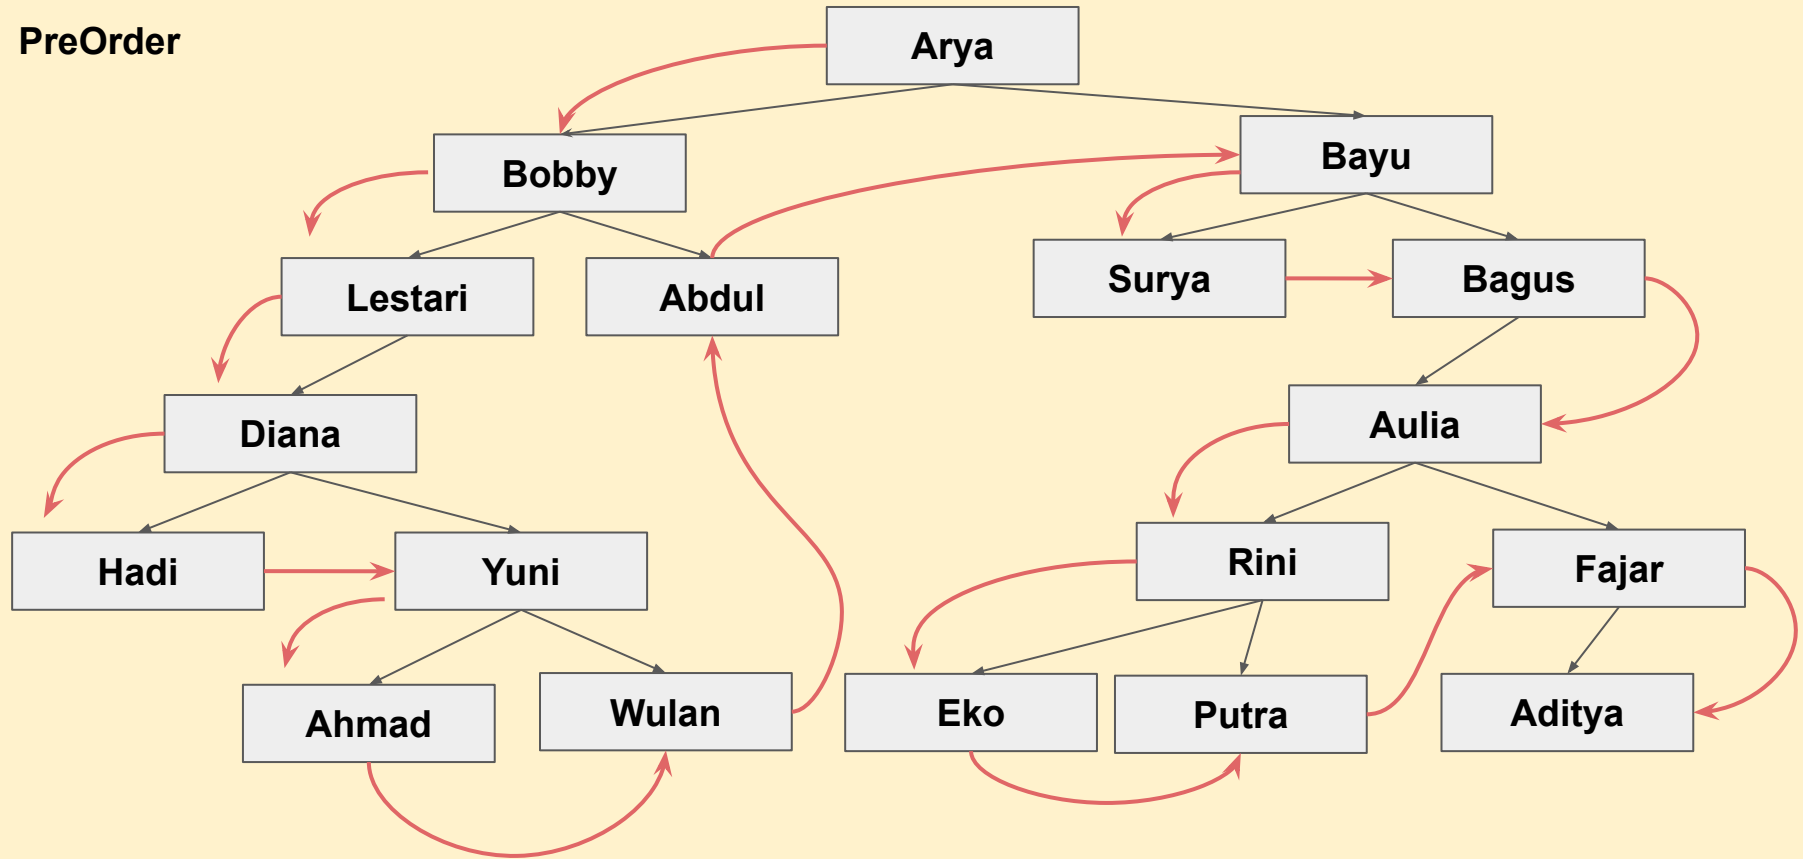 PreOrder
Arya
Bobby
Bayu
Lestari
Abdul
Surya
Bagus
Diana
Aulia
Hadi
Yuni
Rini
Fajar
Ahmad
Wulan
Eko
Putra
Aditya